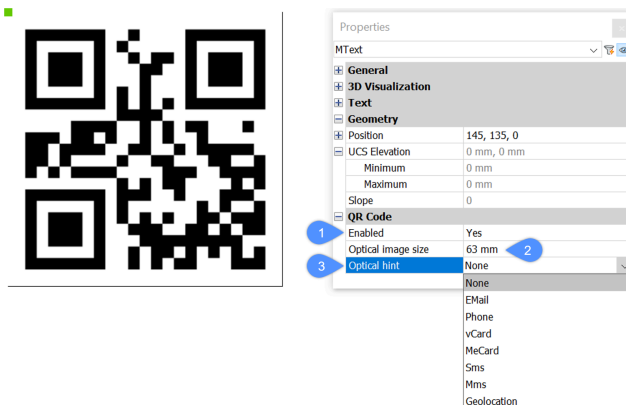 Properties
MText
General
3D Visualization
Text
Geometry
Position 145, 135, 0
UCS Elevation 0 mm, 0 mm
Minimum 0 mm
Maximum 0 mm
Slope 0
QR Code
1 Enabled Yes
Optical image size 63 mm 2
3 Optical hint None
None
EMail
Phone
vCard
MeCard
Sms
Mms
Geolocation